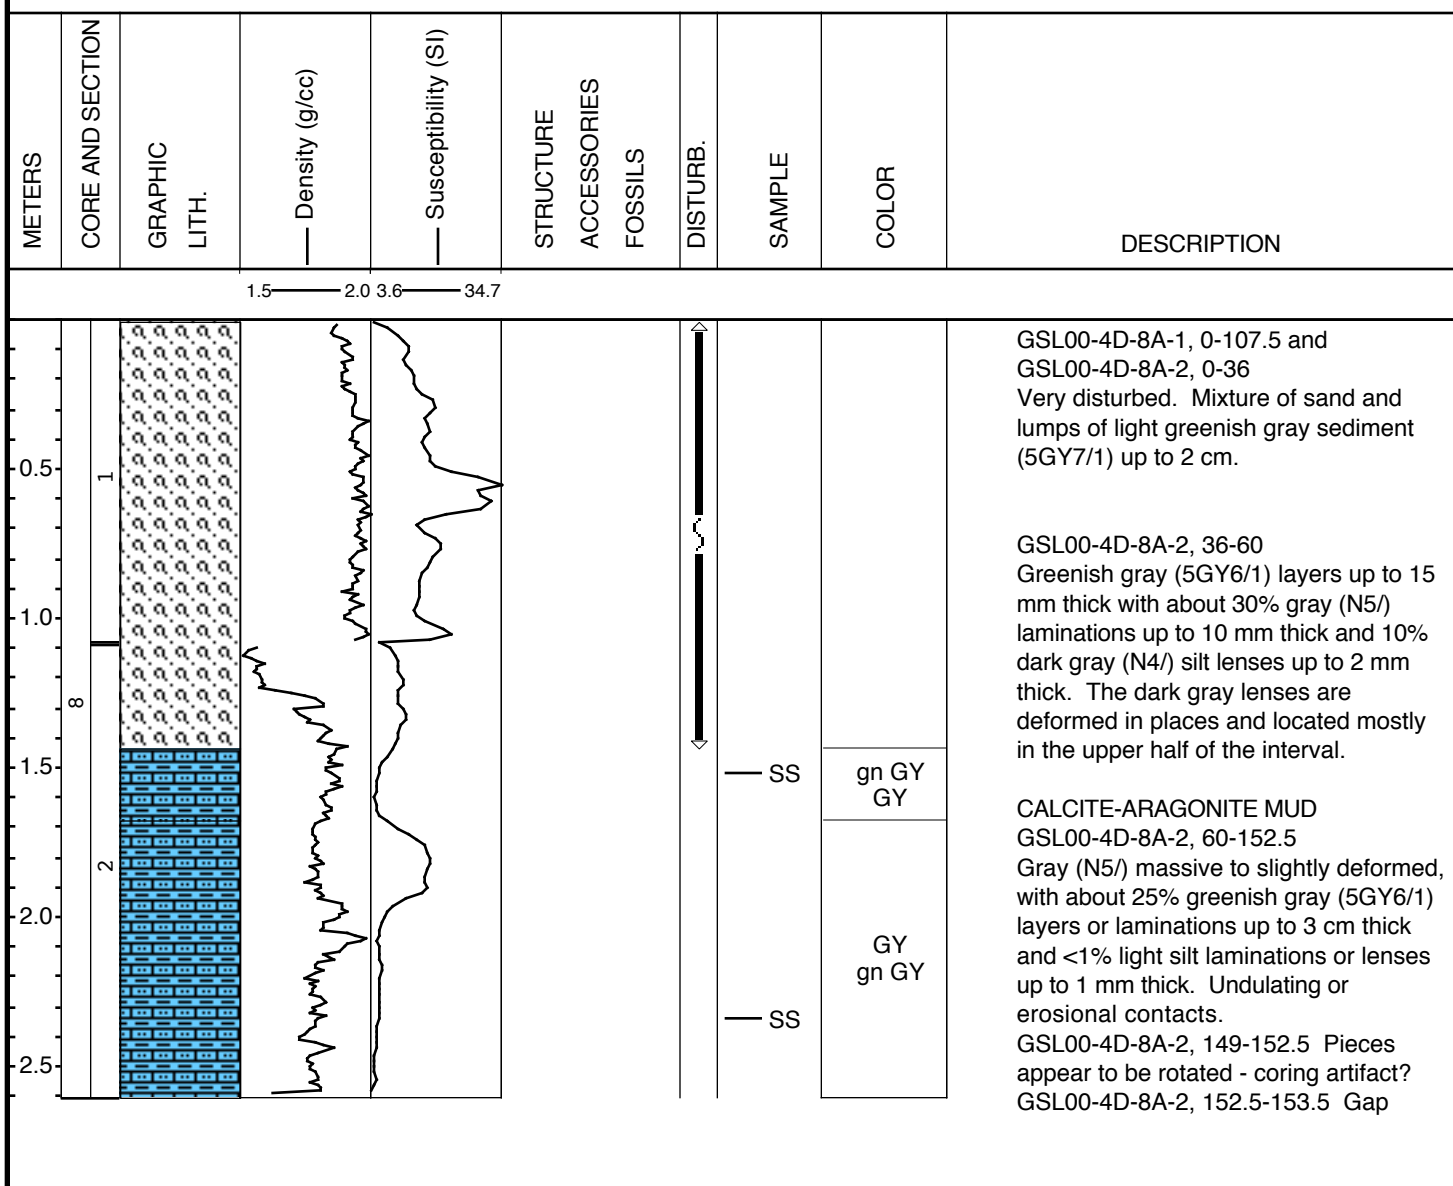 METERS
CORE AND SECTION
GRAPHIC
LITH.
Density (g/cc)
Susceptibility (SI)
STRUCTURE
ACCESSORIES
FOSSILS
DISTURB.
SAMPLE
COLOR
DESCRIPTION
1.5 2.0 3.6 34.7
0.5
1.0
1.5
2.0
2.5
8
1
2
SS
SS
gn GY
GY
GY
gn GY
GSL00-4D-8A-1, 0-107.5 and
GSL00-4D-8A-2, 0-36
Very disturbed. Mixture of sand and
lumps of light greenish gray sediment
(5GY7/1) up to 2 cm.
GSL00-4D-8A-2, 36-60
Greenish gray (5GY6/1) layers up to 15
mm thick with about 30% gray (N5/)
laminations up to 10 mm thick and 10%
dark gray (N4/) silt lenses up to 2 mm
thick. The dark gray lenses are
deformed in places and located mostly
in the upper half of the interval.
CALCITE-ARAGONITE MUD
GSL00-4D-8A-2, 60-152.5
Gray (N5/) massive to slightly deformed,
with about 25% greenish gray (5GY6/1)
layers or laminations up to 3 cm thick
and <1% light silt laminations or lenses
up to 1 mm thick. Undulating or
erosional contacts.
GSL00-4D-8A-2, 149-152.5 Pieces
appear to be rotated - coring artifact?
GSL00-4D-8A-2, 152.5-153.5 Gap